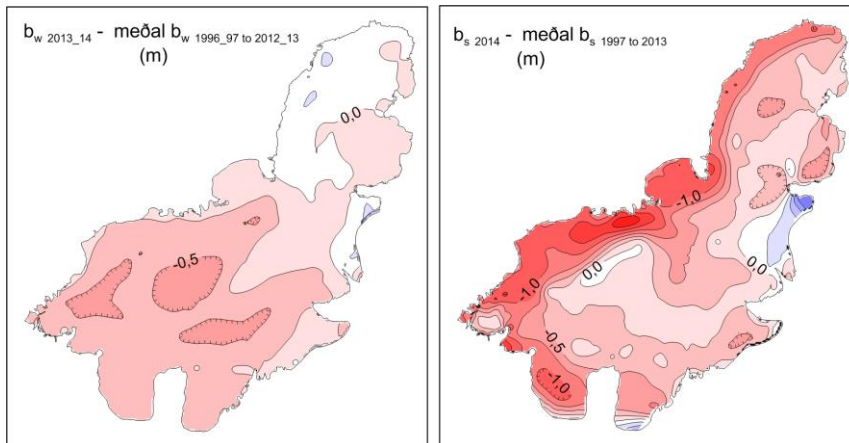 b_w 2013_14 - meðal b_w 1996_97 to 2012_13
(m)
0,0
-0,5
b_s 2014 - meðal b_s 1997 to 2013
(m)
-1,0
0,0
-1,0
0,0
-0,5
-1,0